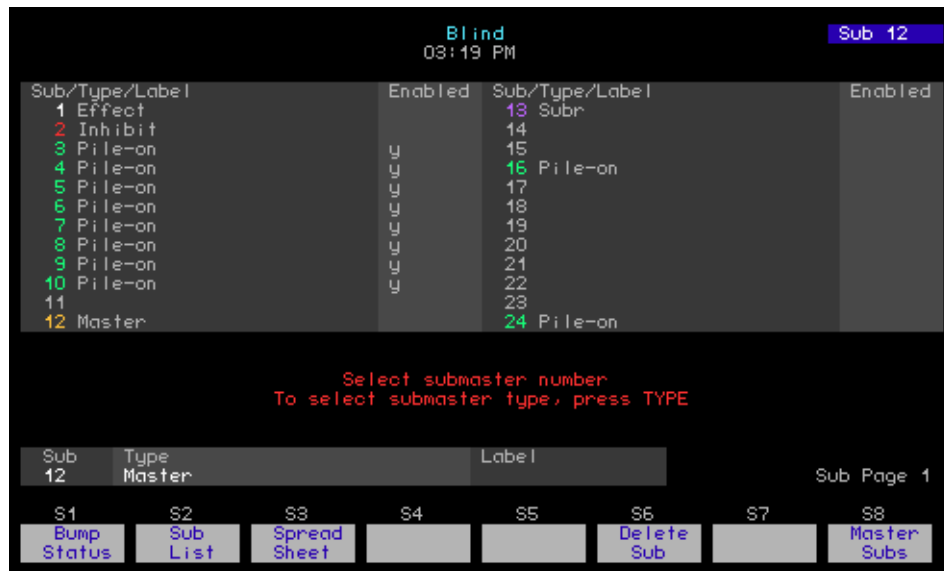 Blind
Sub 12
03:19 PM
Sub/Type/Label Enabled Sub/Type/Label Enabled
1 Effect 13 Subr
2 Inhibit 14
3 Pile-on y 15
4 Pile-on y 16 Pile-on
5 Pile-on y 17
6 Pile-on y 18
7 Pile-on y 19
8 Pile-on y 20
9 Pile-on y 21
10 Pile-on y 22
11 23
12 Master 24 Pile-on
Select submaster number
To select submaster type, press TYPE
Sub Type Label
12 Master Sub Page 1
S1 S2 S3 S4 S5 S6 S7 S8
Bump Sub Spread Delete Master
Status List Sheet Sub Subs